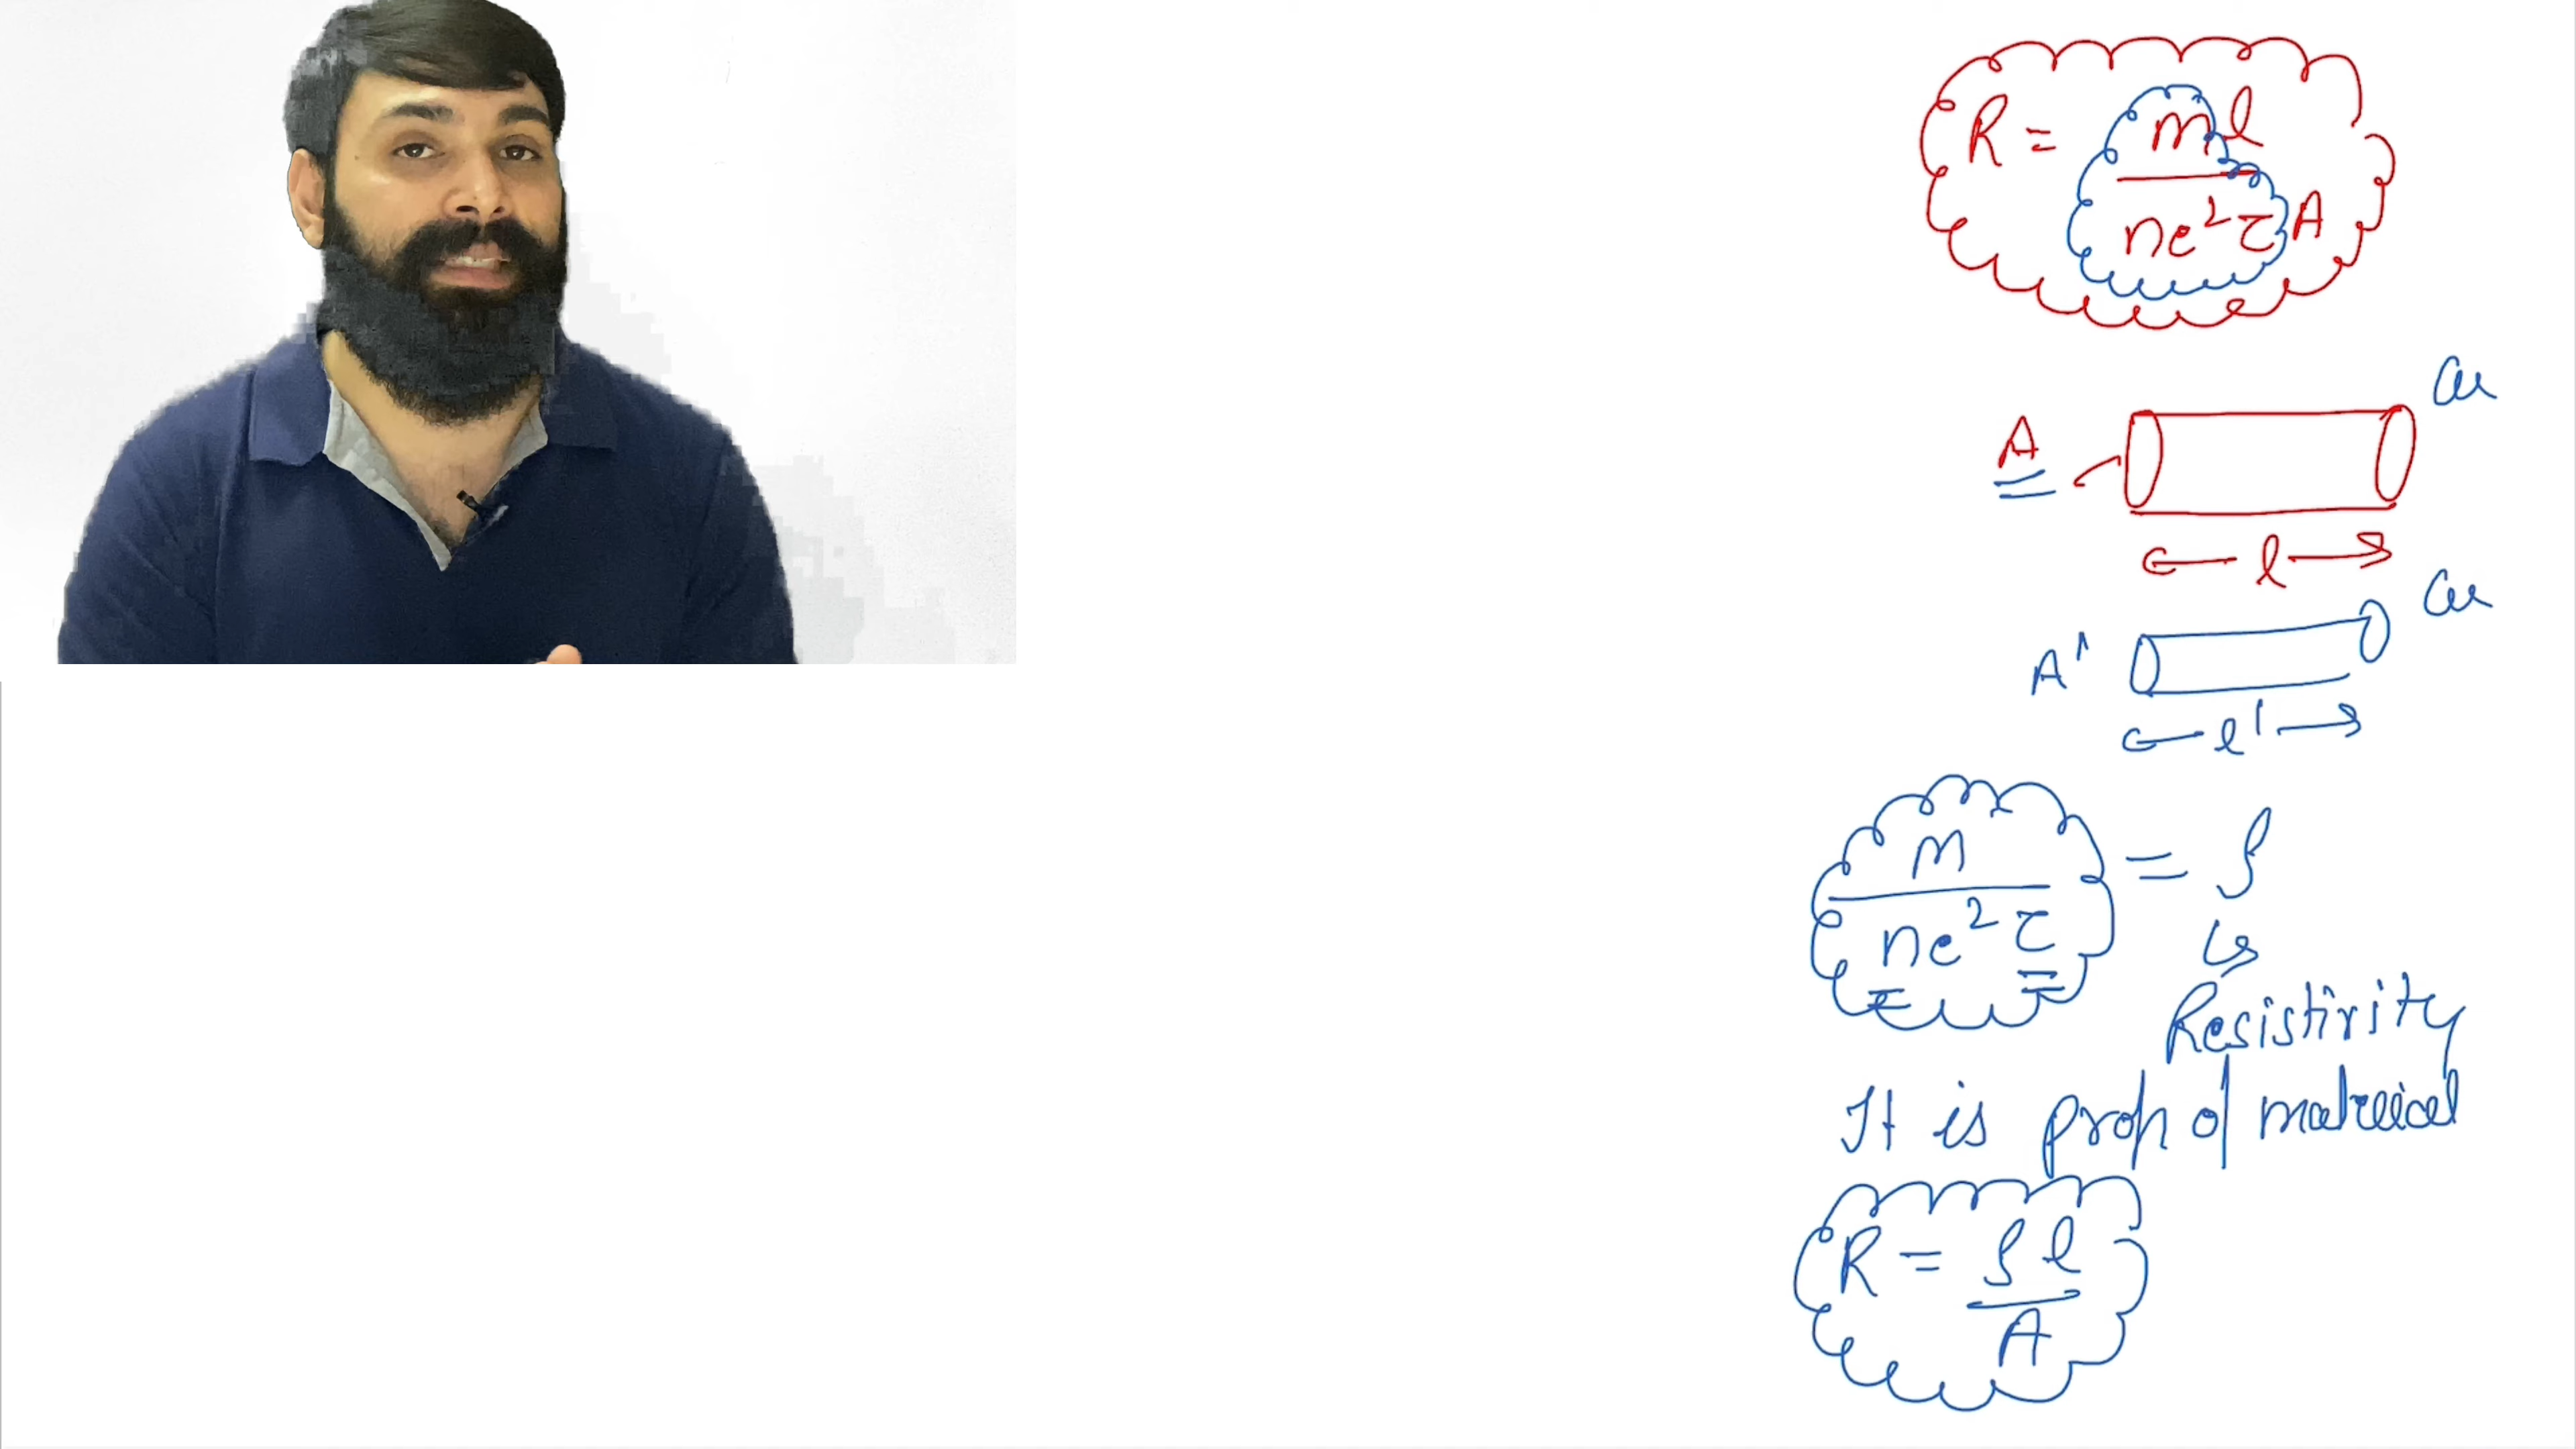 R = ml
ne²τA
Cu
A
l
Cu
A'
l'
m = ρ
ne²τ
Resistivity
It is prop of material
R = ρl
A